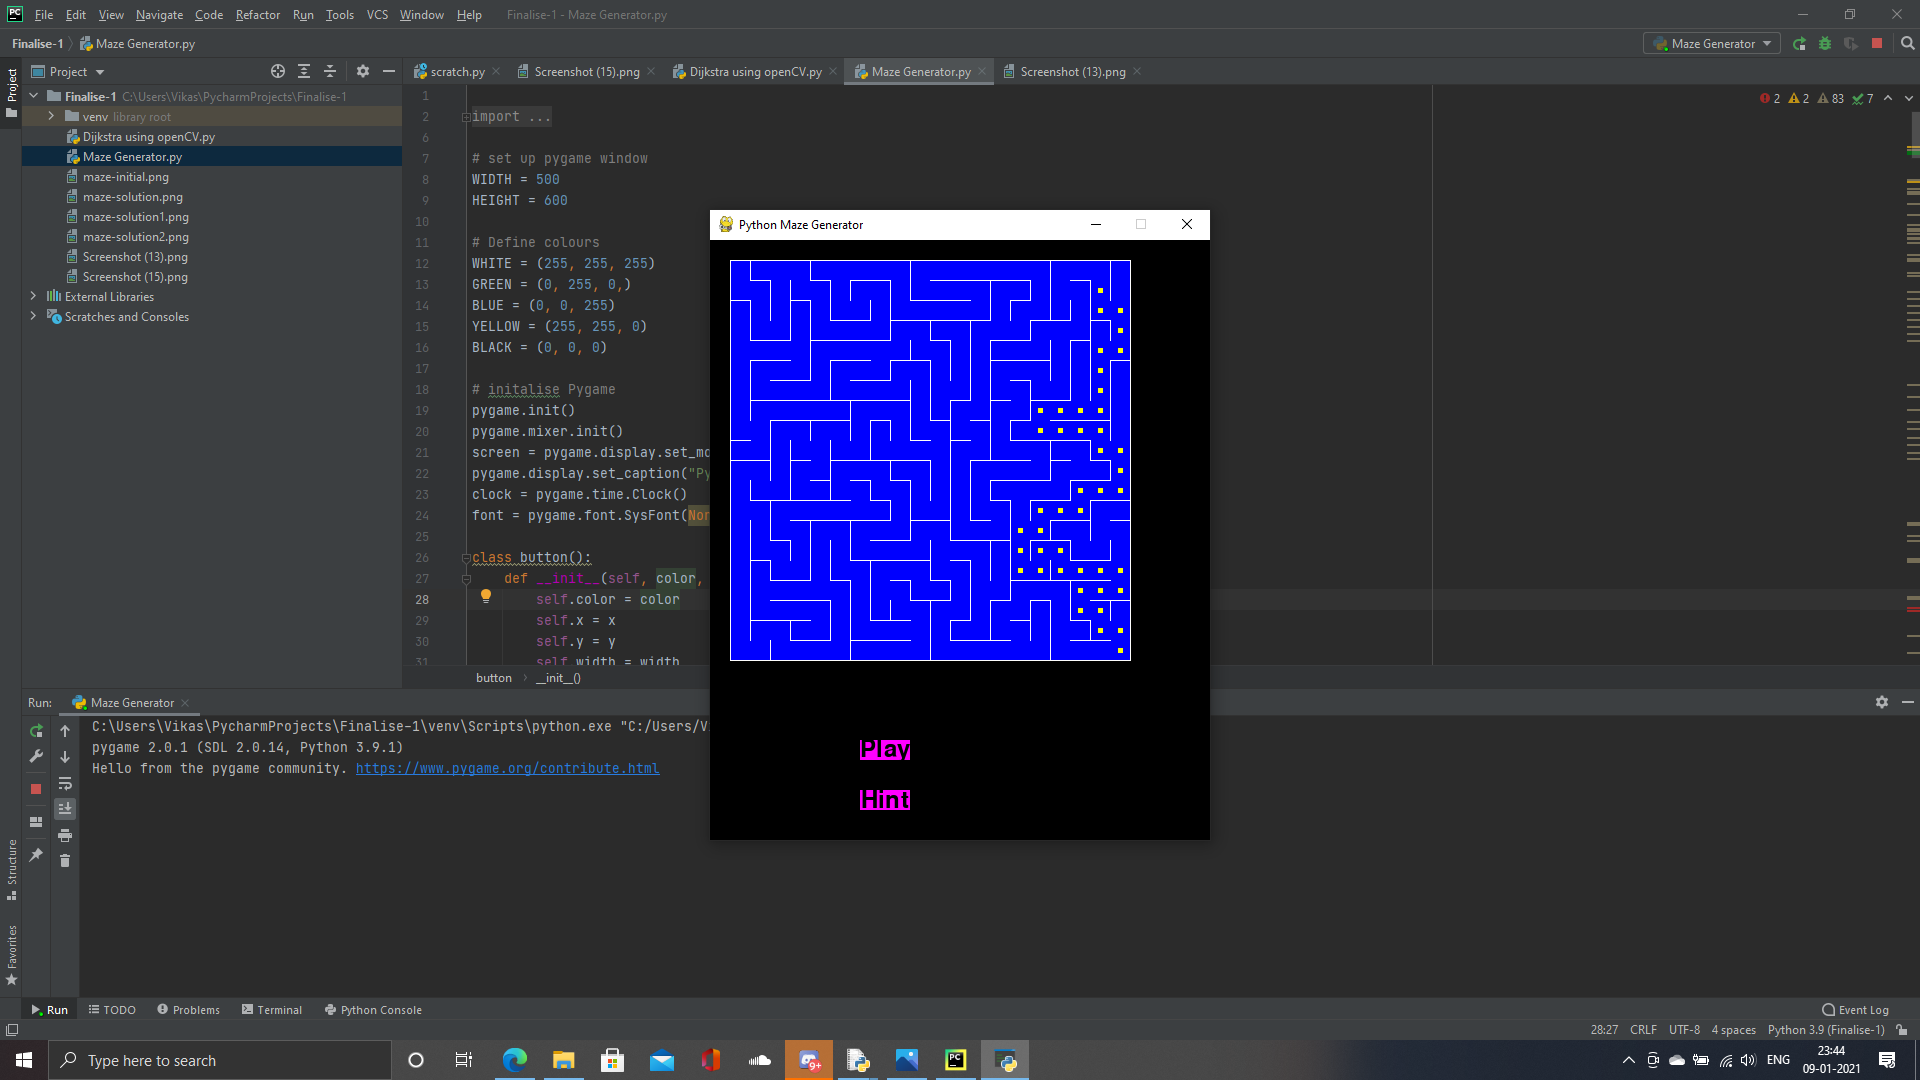 File Edit View Navigate Code Refactor Run Tools VCS Window Help Finalise-1 - Maze Generator.py
Finalise-1 Maze Generator.py Maze Generator
Project
Project scratch.py Screenshot (15).png Dijkstra using openCV.py Maze Generator.py Screenshot (13).png
Finalise-1 C:\Users\Vikas\PycharmProjects\Finalise-1
venv library root
Dijkstra using openCV.py
Maze Generator.py
maze-initial.png
maze-solution.png
maze-solution1.png
maze-solution2.png
Screenshot (13).png
Screenshot (15).png
External Libraries
Scratches and Consoles
2 2 83 7
1
2 import ...
6
7 # set up pygame window
8 WIDTH = 500
9 HEIGHT = 600
10
11 # Define colours
12 WHITE = (255, 255, 255)
13 GREEN = (0, 255, 0,)
14 BLUE = (0, 0, 255)
15 YELLOW = (255, 255, 0)
16 BLACK = (0, 0, 0)
17
18 # initalise Pygame
19 pygame.init()
20 pygame.mixer.init()
21 screen = pygame.display.set_mo
22 pygame.display.set_caption("Py
23 clock = pygame.time.Clock()
24 font = pygame.font.SysFont(Non
25
26 class button():
27 def __init__(self, color,
28 self.color = color
29 self.x = x
30 self.y = y
31 self.width = width
button __init__()
Python Maze Generator
Play
Hint
Run: Maze Generator
C:\Users\Vikas\PycharmProjects\Finalise-1\venv\Scripts\python.exe "C:/Users/V
pygame 2.0.1 (SDL 2.0.14, Python 3.9.1)
Hello from the pygame community. https://www.pygame.org/contribute.html
Structure
Favorites
Run TODO Problems Terminal Python Console Event Log
28:27 CRLF UTF-8 4 spaces Python 3.9 (Finalise-1)
Type here to search
9+
PC
ENG
23:44
09-01-2021